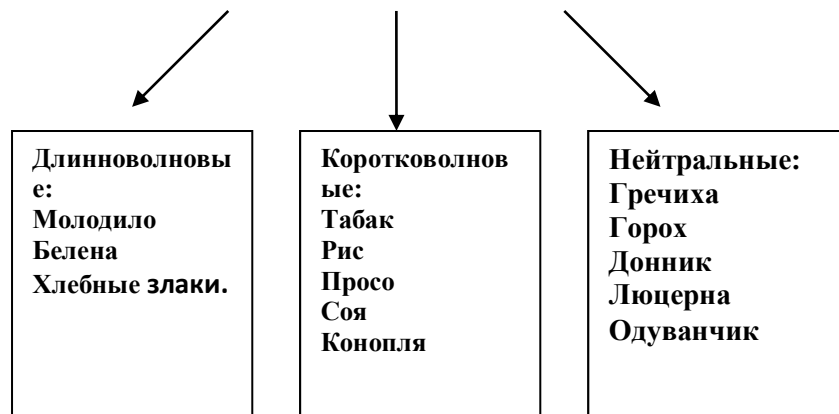 Длинноволновы
е:
Молодило
Белена
Хлебные злаки.
Коротковолнов
ые:
Табак
Рис
Просо
Соя
Конопля
Нейтральные:
Гречиха
Горох
Донник
Люцерна
Одуванчик